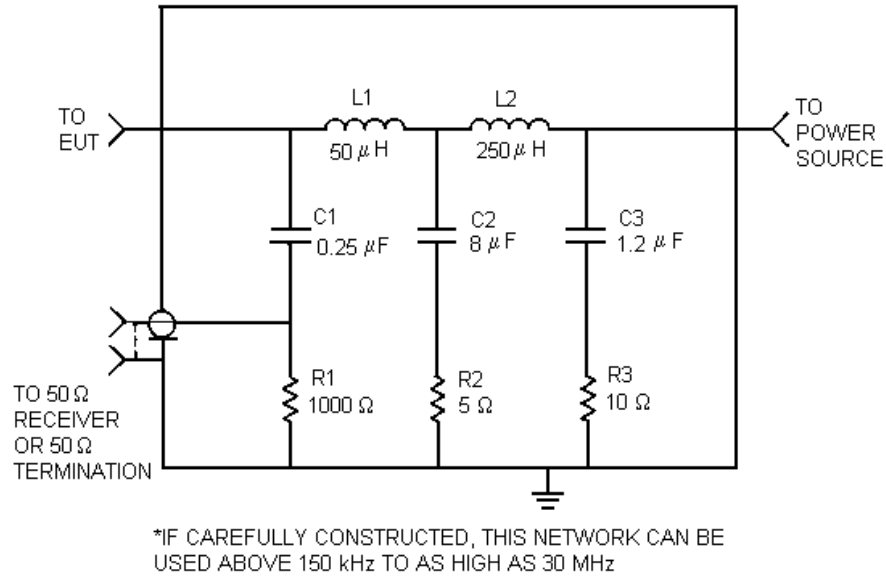 TO
EUT
L1
50 μH
L2
250 μH
TO
POWER
SOURCE
C1
0.25 μF
C2
8 μF
C3
1.2 μF
TO 50 Ω
RECEIVER
OR 50 Ω
TERMINATION
R1
1000 Ω
R2
5 Ω
R3
10 Ω
*IF CAREFULLY CONSTRUCTED, THIS NETWORK CAN BE
USED ABOVE 150 kHz TO AS HIGH AS 30 MHz